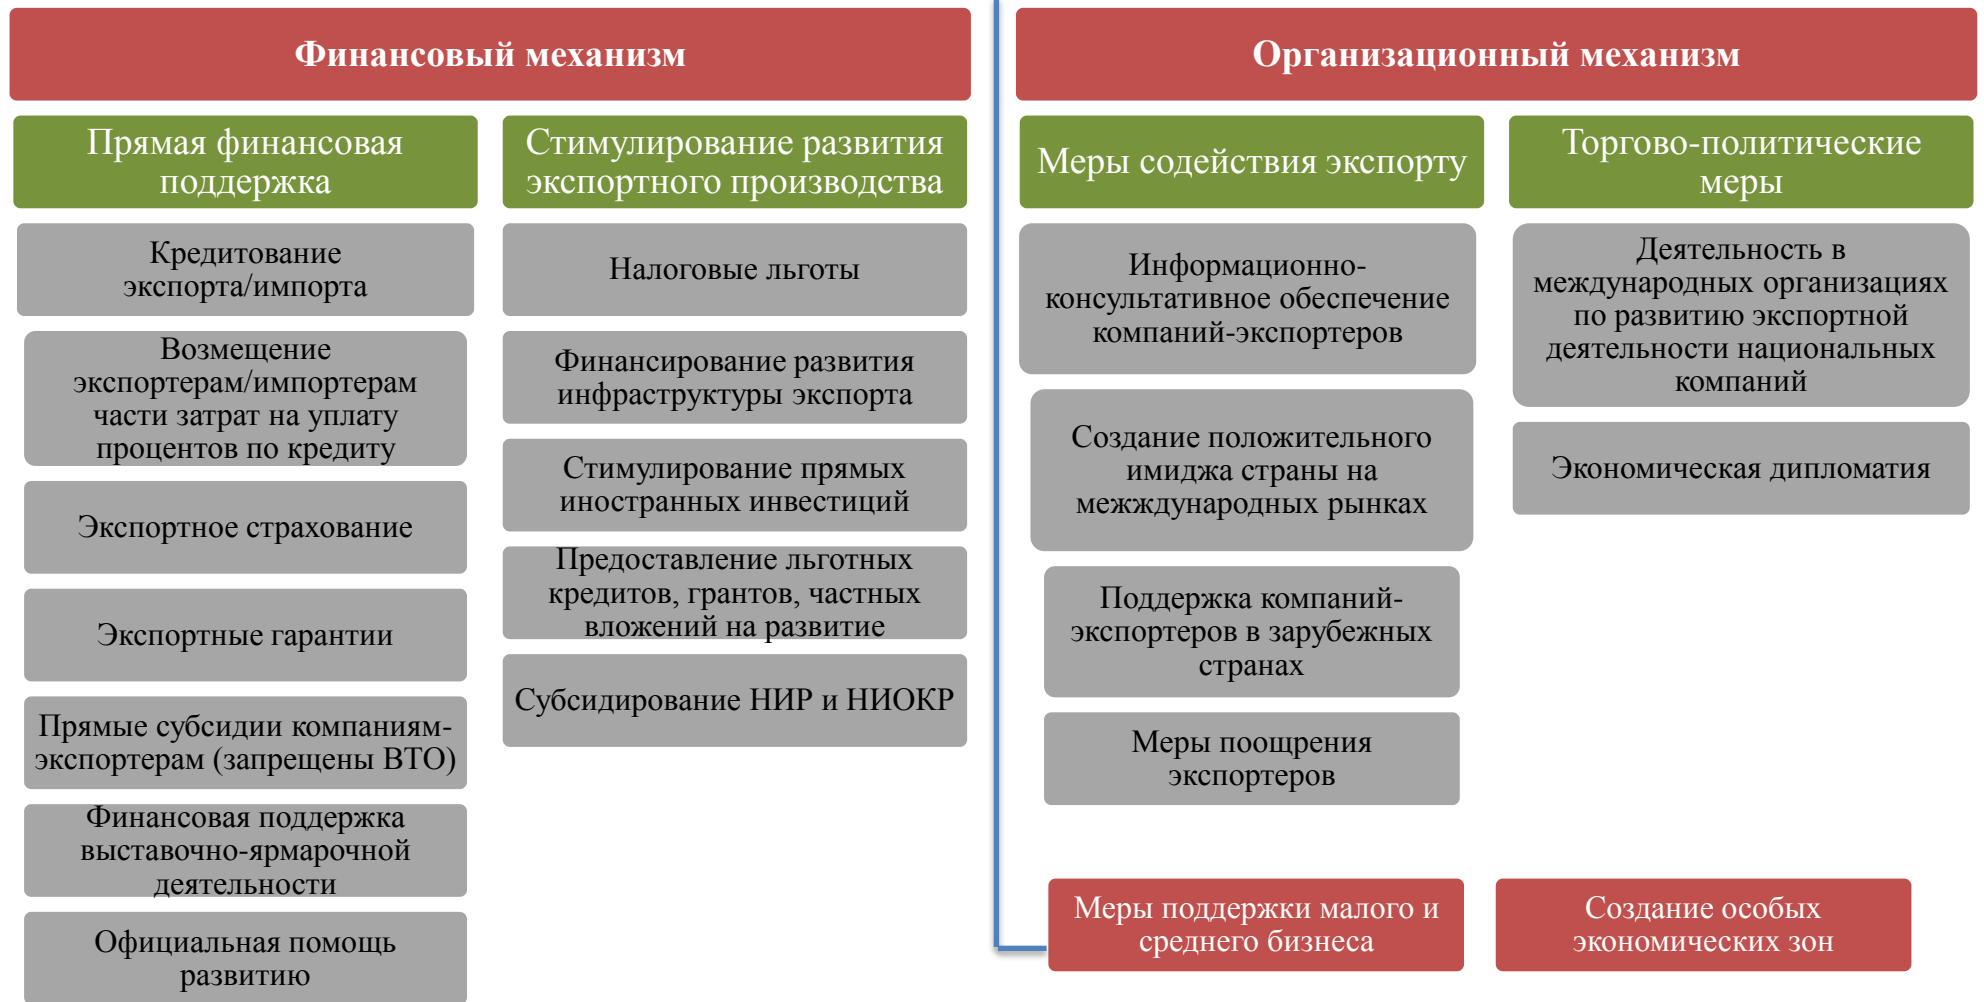 Финансовый механизм
Прямая финансовая
поддержка
Кредитование
экспорта/импорта
Возмещение
экспортерам/импортерам
части затрат на уплату
процентов по кредиту
Экспортное страхование
Экспортные гарантии
Прямые субсидии компаниям-
экспортерам (запрещены ВТО)
Финансовая поддержка
выставочно-ярмарочной
деятельности
Официальная помощь
развитию
Стимулирование развития
экспортного производства
Налоговые льготы
Финансирование развития
инфраструктуры экспорта
Стимулирование прямых
иностранных инвестиций
Предоставление льготных
кредитов, грантов, частных
вложений на развитие
Субсидирование НИР и НИОКР
Организационный механизм
Меры содействия экспорту
Информационно-
консультативное обеспечение
компаний-экспортеров
Создание положительного
имиджа страны на
межждународных рынках
Поддержка компаний-
экспортеров в зарубежных
странах
Меры поощрения
экспортеров
Торгово-политические
меры
Деятельность в
международных организациях
по развитию экспортной
деятельности национальных
компаний
Экономическая дипломатия
Меры поддержки малого и
среднего бизнеса
Создание особых
экономических зон